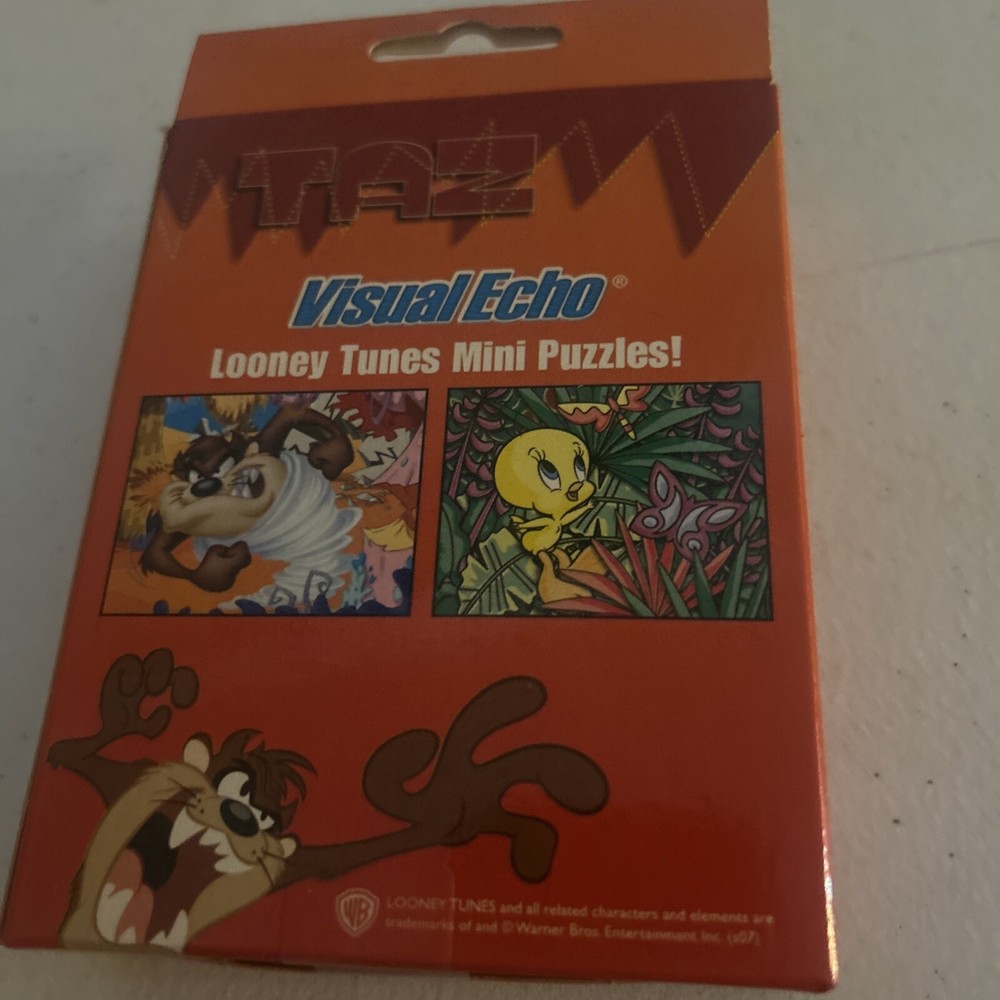 TAZ
Visual Echo®
Looney Tunes Mini Puzzles!
WB
LOONEY TUNES and all related characters and elements are
trademarks of and © Warner Bros. Entertainment Inc. (s07)